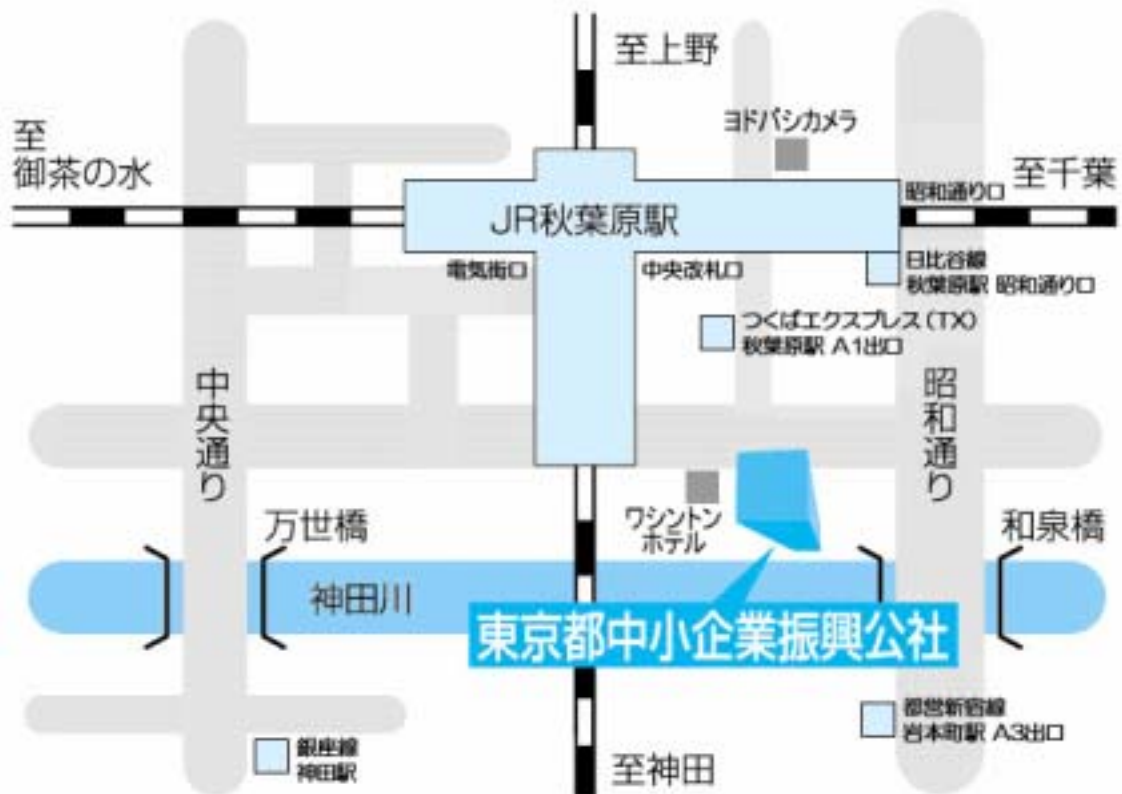 至上野
ヨドバシカメラ
至
御茶の水
昭和通り口
至千葉
JR秋葉原駅
電気街口
中央改札口
日比谷線
秋葉原駅 昭和通り口
つくばエクスプレス(TX)
秋葉原駅 A1出口
中央通り
昭和通り
万世橋
ワシントン
ホテル
和泉橋
神田川
東京都中小企業振興公社
都営新宿線
岩本町駅 A3出口
銀座線
神田駅
至神田